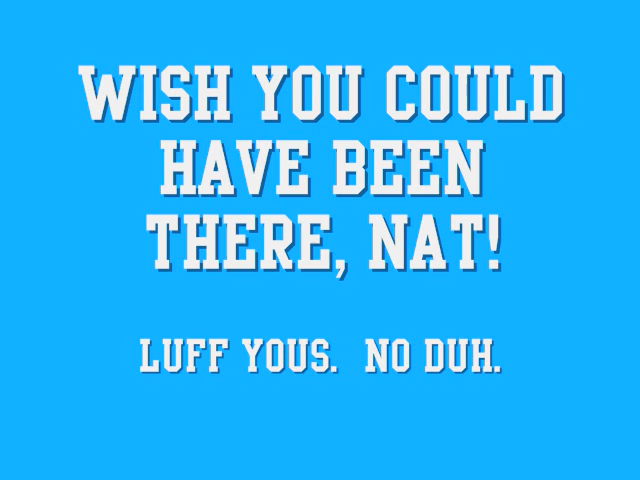 WISH YOU COULD
HAVE BEEN
THERE, NAT!
LUFF YOUS.  NO DUH.